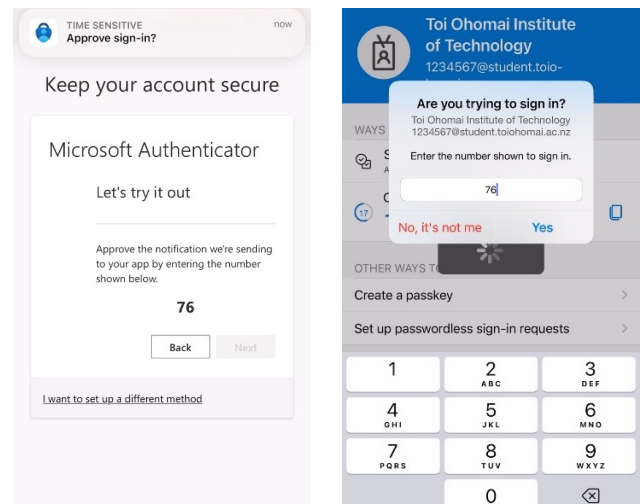 TIME SENSITIVE
now
Approve sign-in?
Keep your account secure
Microsoft Authenticator
Let's try it out
Approve the notification we're sending
to your app by entering the number
shown below.
76
Back
Next
I want to set up a different method
Toi Ohomai Institute
of Technology
1234567@student.toio-
Are you trying to sign in?
Toi Ohomai Institute of Technology
1234567@student.toiohomai.ac.nz
Enter the number shown to sign in.
76
No, it's not me
Yes
WAYS
17
OTHER WAYS TO
Create a passkey
Set up passwordless sign-in requests
1
2
ABC
3
DEF
4
GHI
5
JKL
6
MNO
7
PQRS
8
TUV
9
WXYZ
0